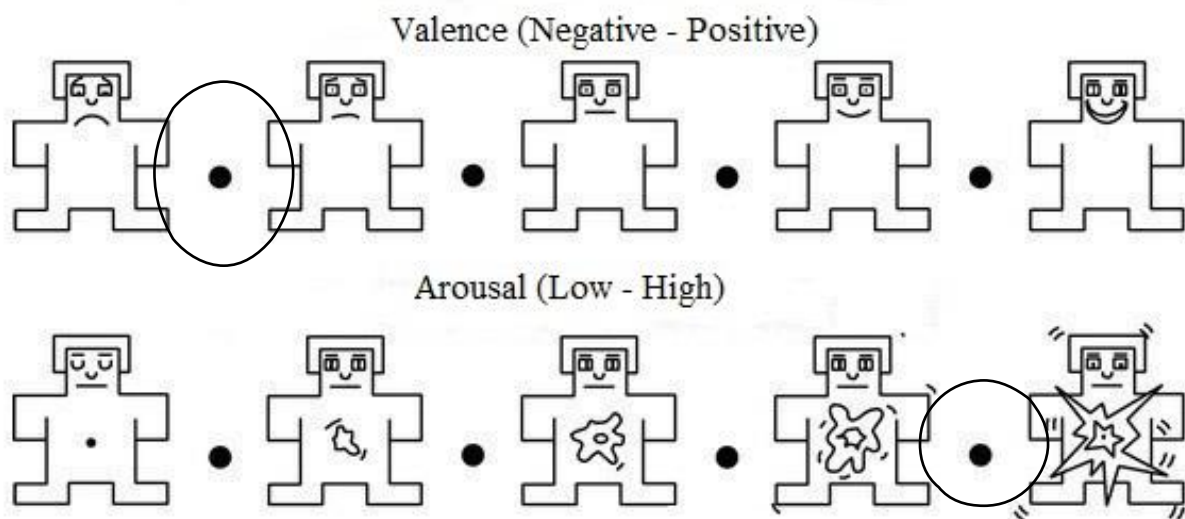 Valence (Negative - Positive)
Arousal (Low - High)